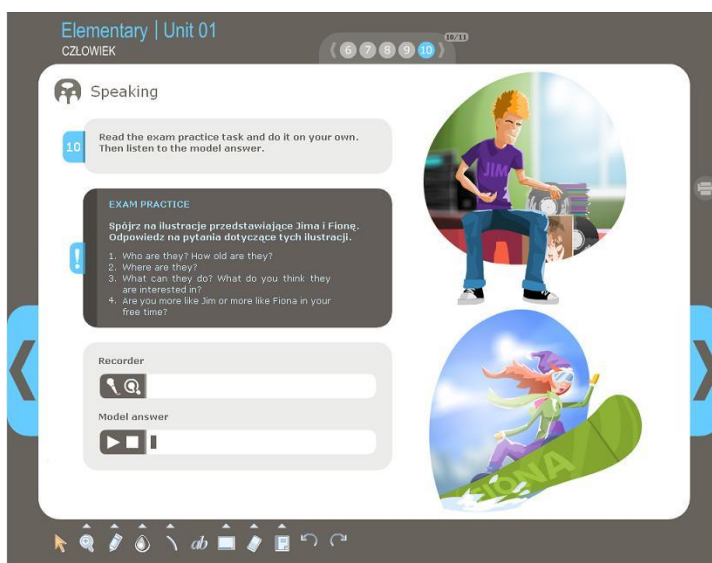 Elementary | Unit 01
CZŁOWIEK
6 7 8 9 10
10/11
Speaking
10
Read the exam practice task and do it on your own.
Then listen to the model answer.
EXAM PRACTICE
Spójrz na ilustracje przedstawiające Jima i Fionę.
Odpowiedz na pytania dotyczące tych ilustracji.
!
1. Who are they? How old are they?
2. Where are they?
3. What can they do? What do you think they
are interested in?
4. Are you more like Jim or more like Fiona in your
free time?
Recorder
Model answer
JIM
FIONA
ab